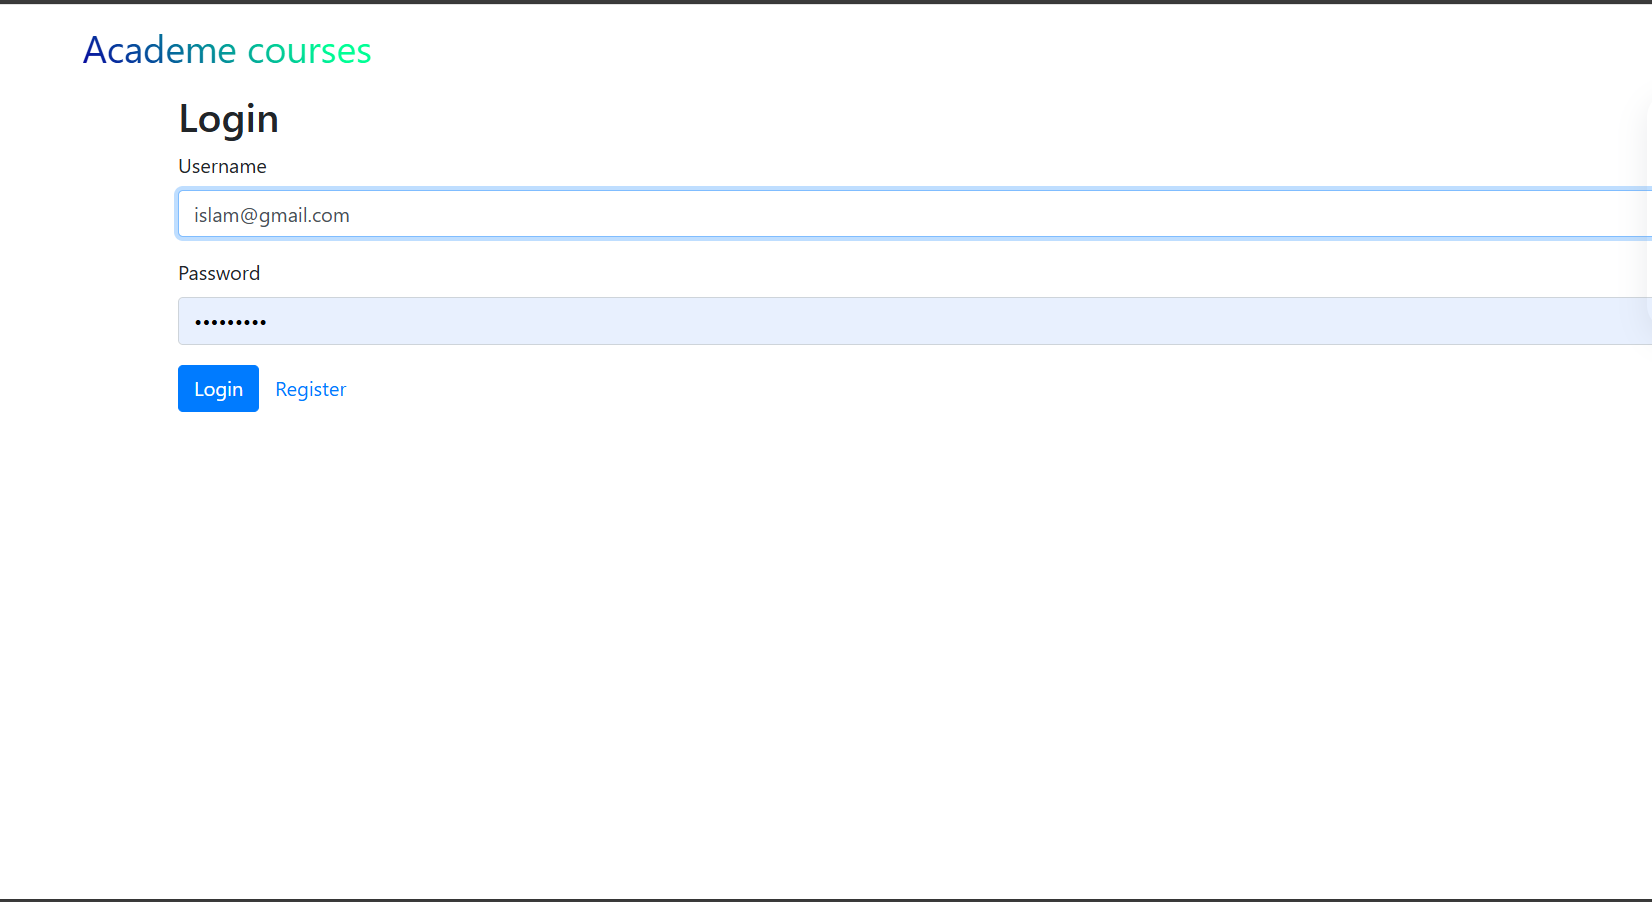 Academe courses
Login
Username
islam@gmail.com
Password
•••••••••
Login Register